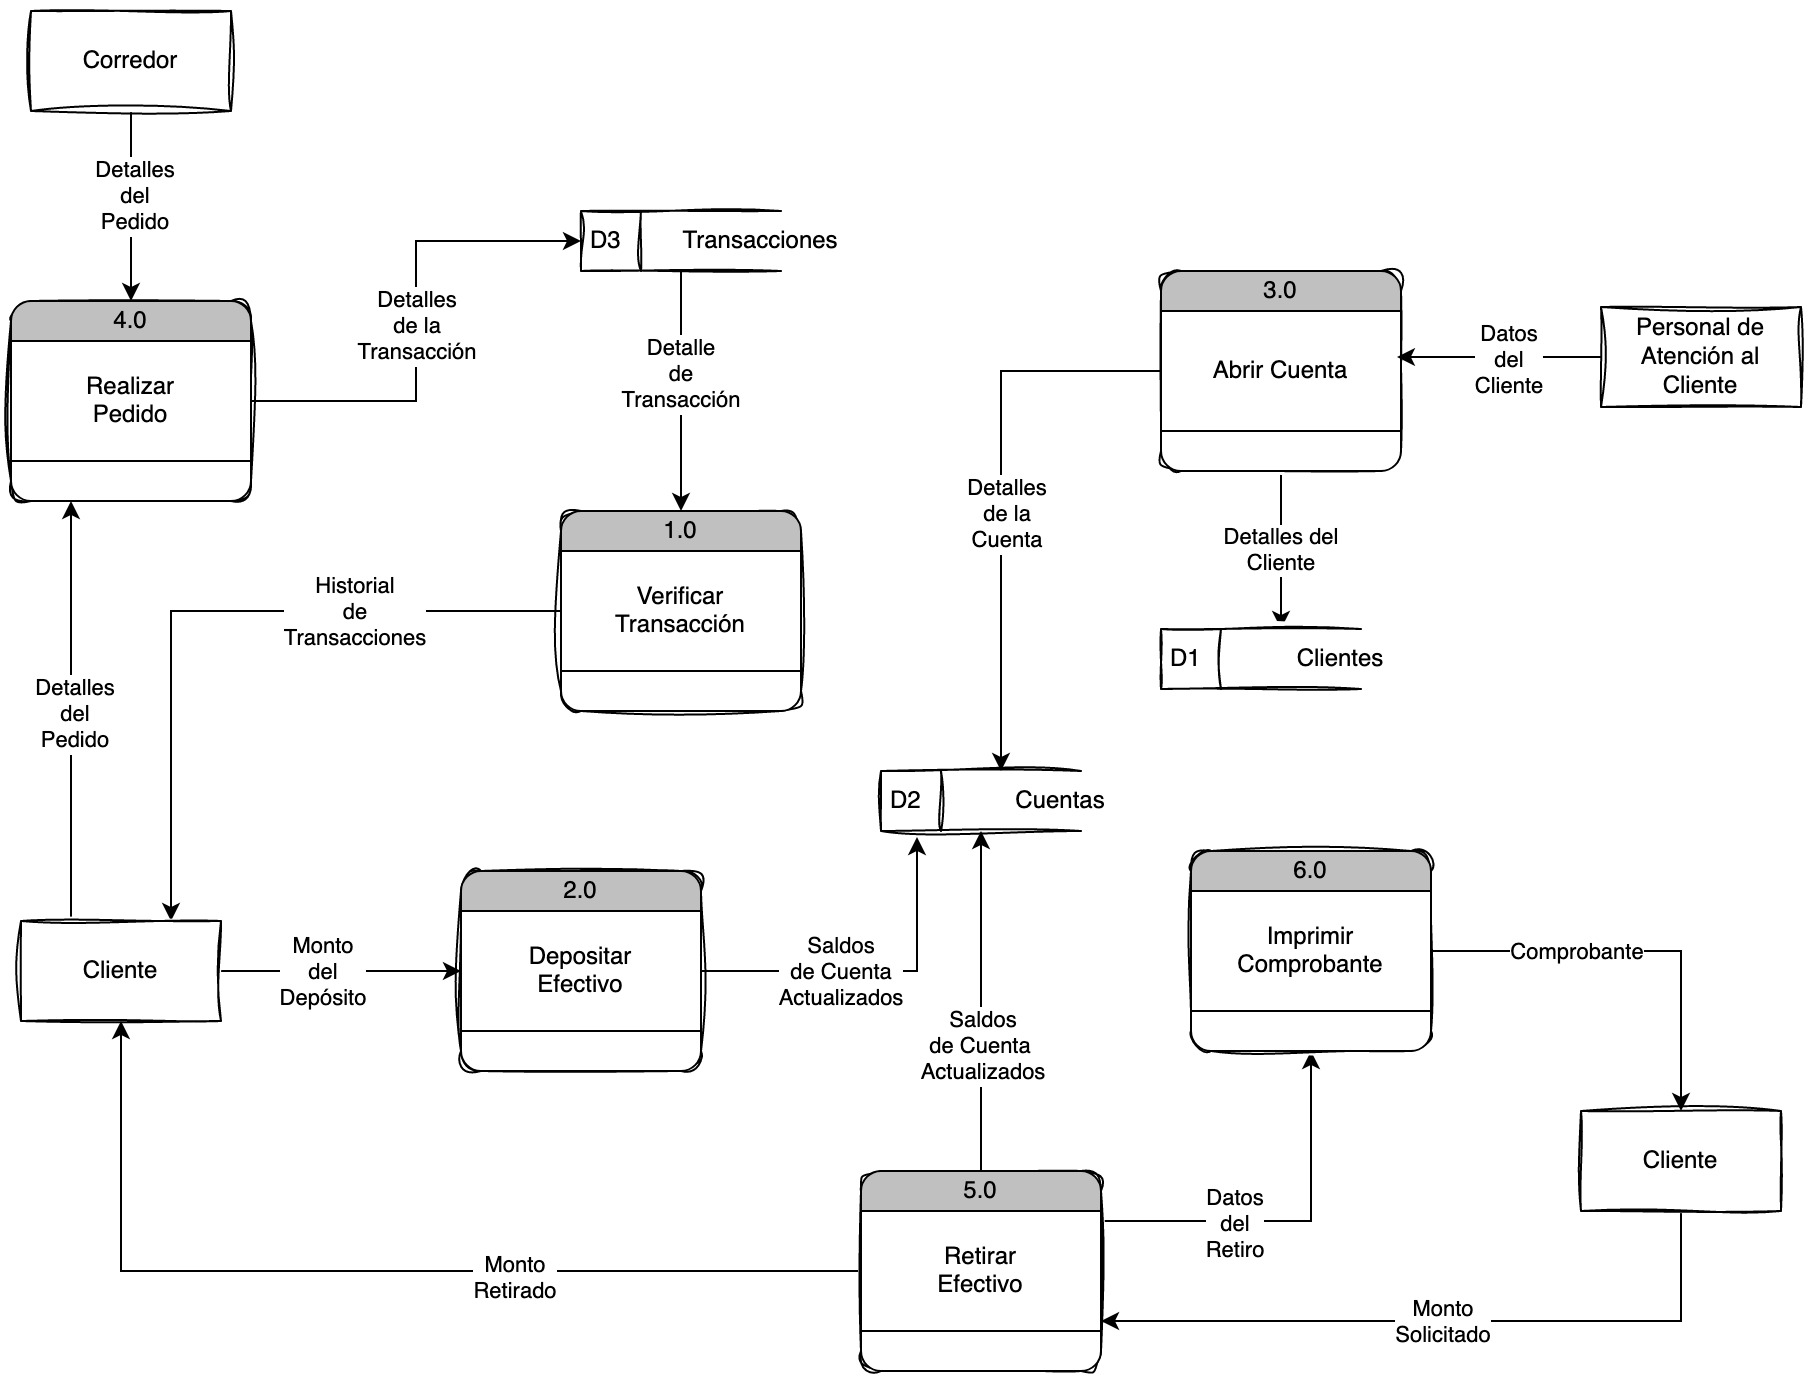 Corredor
Detalles
del
Pedido
D3
Transacciones
3.0
Abrir Cuenta
Datos
del
Cliente
Personal de
Atención al
Cliente
4.0
Realizar
Pedido
Detalles
de la
Transacción
Detalle
de
Transacción
Detalles
de la
Cuenta
Detalles del
Cliente
1.0
Verificar
Transacción
Historial
de
Transacciones
D1
Clientes
Detalles
del
Pedido
D2
Cuentas
2.0
Depositar
Efectivo
6.0
Imprimir
Comprobante
Comprobante
Cliente
Monto
del
Depósito
Saldos
de Cuenta
Actualizados
Saldos
de Cuenta
Actualizados
Cliente
5.0
Retirar
Efectivo
Datos
del
Retiro
Monto
Retirado
Monto
Solicitado